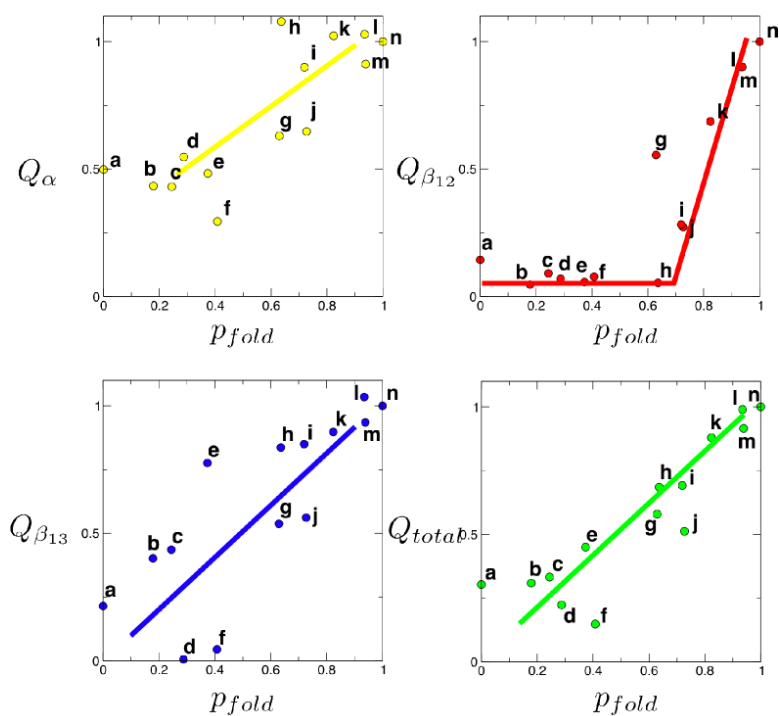 h k l n
1 i m
g j
d
a
Q_α 0.5 b c e
f
0
0 0.2 0.4 0.6 0.8 1
p_fold
n
1 l
m
k
g
Q_β12 0.5
i
a j
c d e f h
b
0
0 0.2 0.4 0.6 0.8 1
p_fold
l n
1 k
h i m
e
Q_β13 0.5 b c g j
a
d f
0
0 0.2 0.4 0.6 0.8 1
p_fold
l n
1 k m
h i
Q_total 0.5 g j
e
a b c
d f
0
0 0.2 0.4 0.6 0.8 1
p_fold